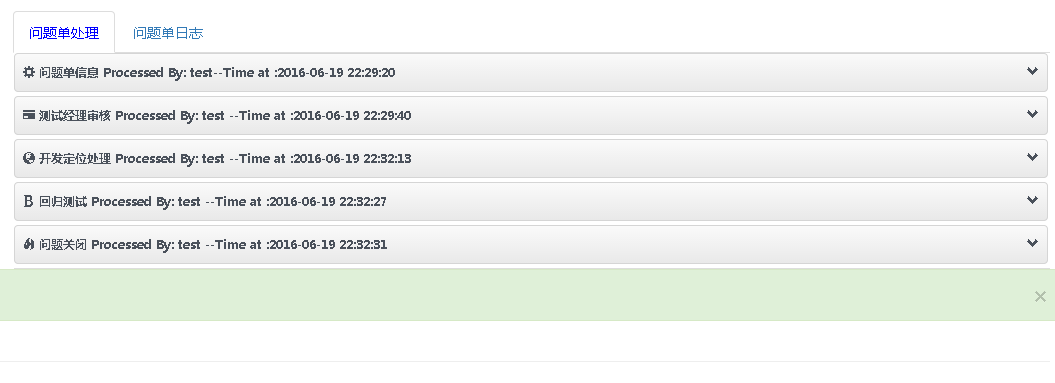 问题单处理 问题单日志
问题单信息 Processed By: test--Time at :2016-06-19 22:29:20
测试经理审核 Processed By: test --Time at :2016-06-19 22:29:40
开发定位处理 Processed By: test --Time at :2016-06-19 22:32:13
回归测试 Processed By: test --Time at :2016-06-19 22:32:27
问题关闭 Processed By: test --Time at :2016-06-19 22:32:31